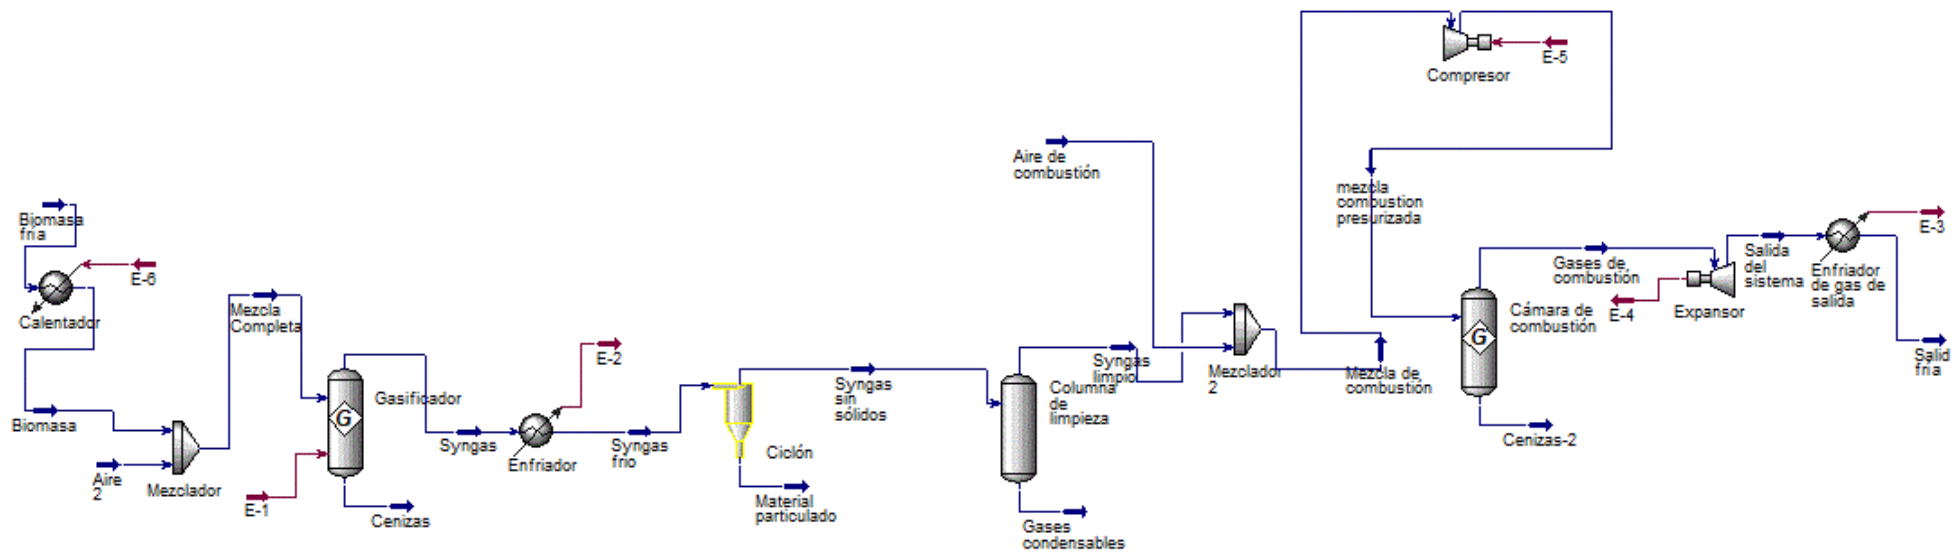 Biomasa
fria
E-6
Calentador
Biomasa
Aire
2
Mezclador
Mezcla
Completa
E-1
Gasificador
G
Cenizas
Syngas
Enfriador
E-2
Syngas
frio
Ciclón
Material
particulado
Syngas
sin
sólidos
Columna
de
limpieza
Gases
condensables
Syngas
limpio
Aire de
combustión
Mezclador
2
Mezcla de
combustión
Compresor
E-5
mezcla
combustion
presurizada
Cámara de
combustión
G
Cenizas-2
Gases de
combustión
E-4
Expansor
Salida
del
sistema
Enfriador
de gas de
salida
E-3
Salid
fria